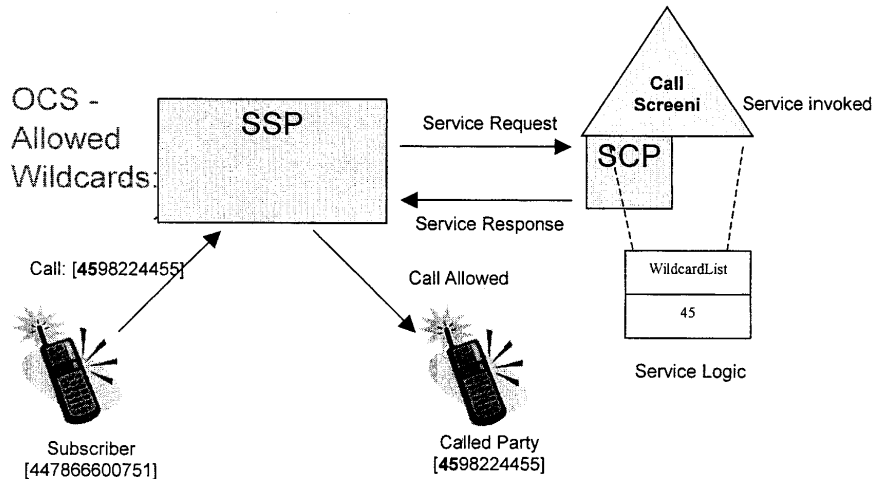 OCS -
Allowed
Wildcards:
SSP
Service Request
Service Response
Call
Screeni
Service invoked
SCP
WildcardList
45
Service Logic
Call: [4598224455]
Call Allowed
Subscriber
[447866600751]
Called Party
[4598224455]